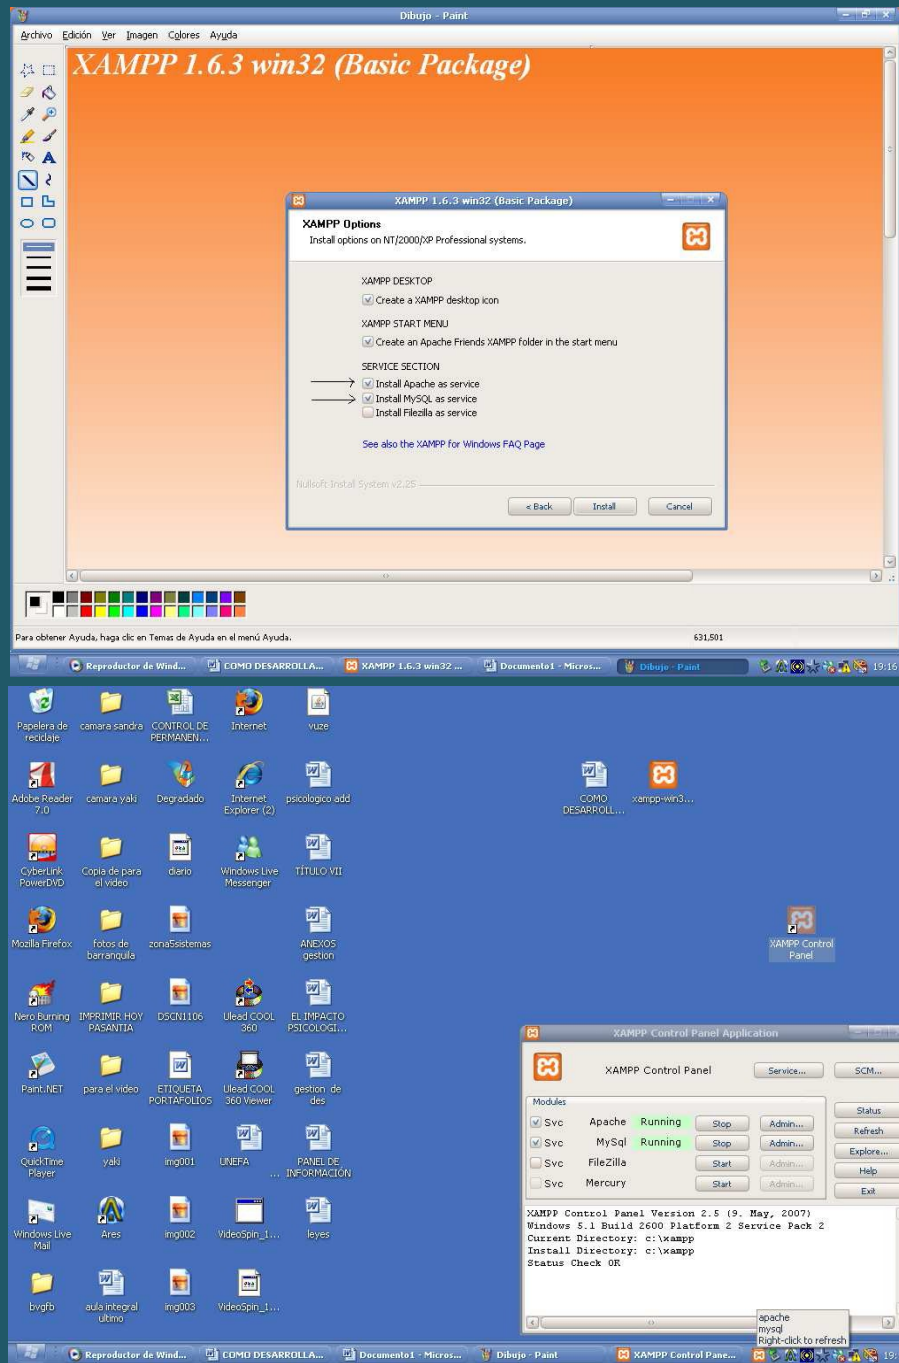 Dibujo - Paint
Archivo Edición Ver Imagen Colores Ayuda
XAMPP 1.6.3 win32 (Basic Package)
XAMPP 1.6.3 win32 (Basic Package)
XAMPP Options
Install options on NT/2000/XP Professional systems.
XAMPP DESKTOP
Create a XAMPP desktop icon
XAMPP START MENU
Create an Apache Friends XAMPP folder in the start menu
SERVICE SECTION
Install Apache as service
Install MySQL as service
Install Filezilla as service
See also the XAMPP for Windows FAQ Page
Nullsoft Install System v2.25
< Back Install Cancel
Para obtener Ayuda, haga clic en Temas de Ayuda en el menú Ayuda.
631,501
Reproductor de Wind... COMO DESARROLLA... XAMPP 1.6.3 win32 ... Documento1 - Micros... Dibujo - Paint 19:16
Papelera de reciclaje
camara sandra
CONTROL DE PERMANEN...
Internet
vuze
Adobe Reader 7.0
camara yaki
Degradado
Internet Explorer (2)
psicologico add
COMO DESARROLL...
xampp-win3...
CyberLink PowerDVD
Copia de para el video
diario
Windows Live Messenger
TÍTULO VII
Mozilla Firefox
fotos de barranquila
zona5sistemas
ANEXOS gestion
XAMPP Control Panel
Nero Burning ROM
IMPRIMIR HOY PASANTIA
DSCN1106
Ulead COOL 360
EL IMPACTO PSICOLOGI...
Paint.NET
para el video
ETIQUETA PORTAFOLIOS
Ulead COOL 360 Viewer
gestion de des
QuickTime Player
yaki
img001
UNEFA ...
PANEL DE INFORMACIÓN
Windows Live Mail
Ares
img002
VideoSpin_1...
leyes
bvgfb
aula integral ultimo
img003
VideoSpin_1...
XAMPP Control Panel Application
XAMPP Control Panel
Service... SCM...
Modules
Svc Apache Running Stop Admin...
Svc MySql Running Stop Admin...
Svc FileZilla Start Admin...
Svc Mercury Start Admin...
Status
Refresh
Explore...
Help
Exit
XAMPP Control Panel Version 2.5 (9. May, 2007)
Windows 5.1 Build 2600 Platform 2 Service Pack 2
Current Directory: c:\xampp
Install Directory: c:\xampp
Status Check OK
apache
mysql
Right-click to refresh
Reproductor de Wind... COMO DESARROLLA... Documento1 - Micros... Dibujo - Paint XAMPP Control Pane... 19: